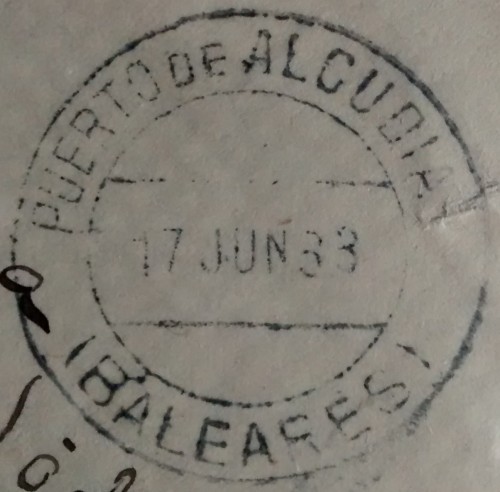 PUERTO DE ALCUDIA
17 JUN 33
(BALEARES)